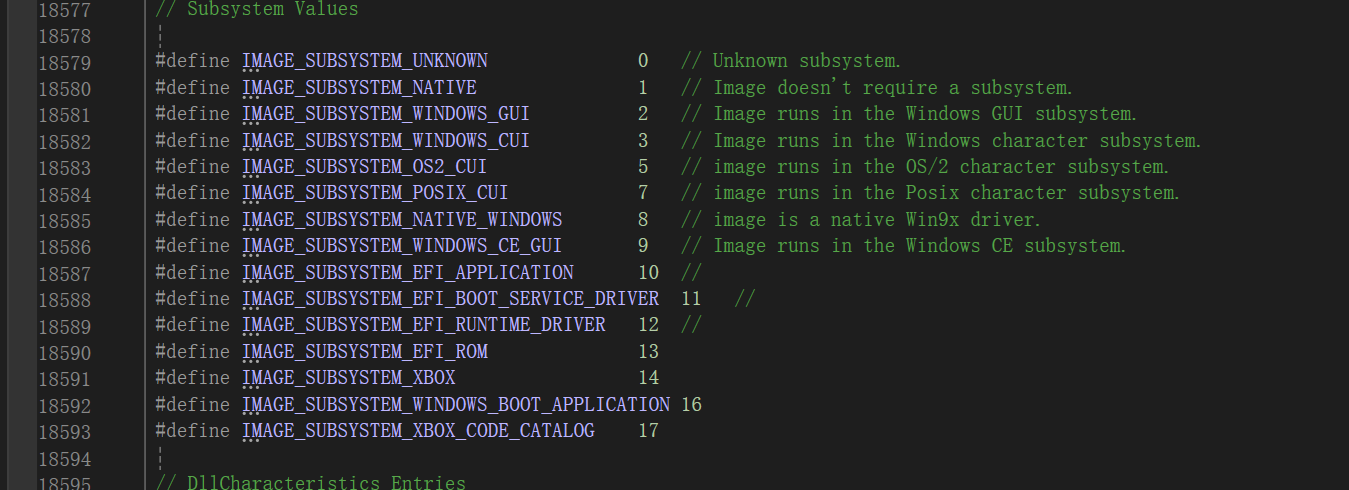 18577 // Subsystem Values
18578
18579 #define IMAGE_SUBSYSTEM_UNKNOWN 0 // Unknown subsystem.
18580 #define IMAGE_SUBSYSTEM_NATIVE 1 // Image doesn't require a subsystem.
18581 #define IMAGE_SUBSYSTEM_WINDOWS_GUI 2 // Image runs in the Windows GUI subsystem.
18582 #define IMAGE_SUBSYSTEM_WINDOWS_CUI 3 // Image runs in the Windows character subsystem.
18583 #define IMAGE_SUBSYSTEM_OS2_CUI 5 // image runs in the OS/2 character subsystem.
18584 #define IMAGE_SUBSYSTEM_POSIX_CUI 7 // image runs in the Posix character subsystem.
18585 #define IMAGE_SUBSYSTEM_NATIVE_WINDOWS 8 // image is a native Win9x driver.
18586 #define IMAGE_SUBSYSTEM_WINDOWS_CE_GUI 9 // Image runs in the Windows CE subsystem.
18587 #define IMAGE_SUBSYSTEM_EFI_APPLICATION 10 //
18588 #define IMAGE_SUBSYSTEM_EFI_BOOT_SERVICE_DRIVER 11 //
18589 #define IMAGE_SUBSYSTEM_EFI_RUNTIME_DRIVER 12 //
18590 #define IMAGE_SUBSYSTEM_EFI_ROM 13
18591 #define IMAGE_SUBSYSTEM_XBOX 14
18592 #define IMAGE_SUBSYSTEM_WINDOWS_BOOT_APPLICATION 16
18593 #define IMAGE_SUBSYSTEM_XBOX_CODE_CATALOG 17
18594
18595 // DllCharacteristics Entries